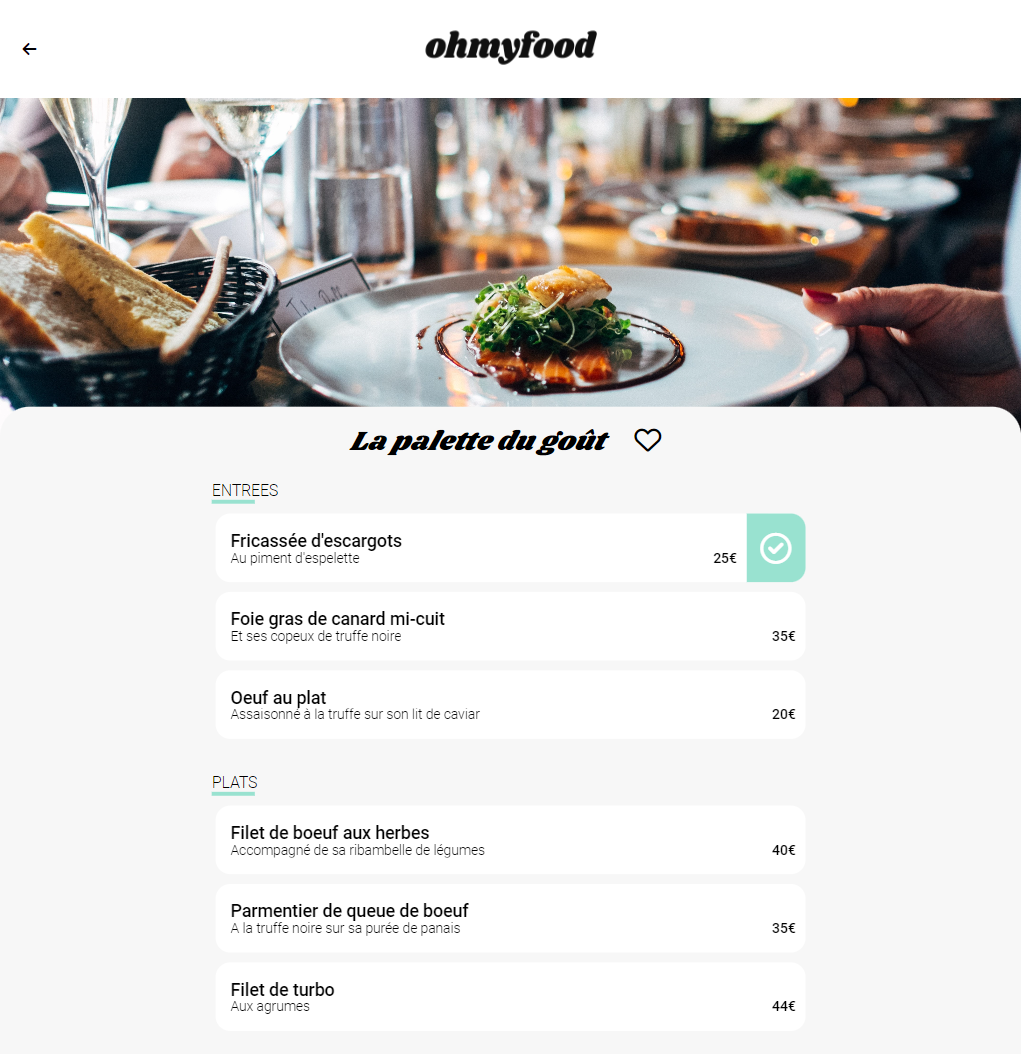 ohmyfood
La palette du goût
ENTREES
Fricassée d'escargots
Au piment d'espelette
25€
Foie gras de canard mi-cuit
Et ses copeux de truffe noire
35€
Oeuf au plat
Assaisonné à la truffe sur son lit de caviar
20€
PLATS
Filet de boeuf aux herbes
Accompagné de sa ribambelle de légumes
40€
Parmentier de queue de boeuf
A la truffe noire sur sa purée de panais
35€
Filet de turbo
Aux agrumes
44€